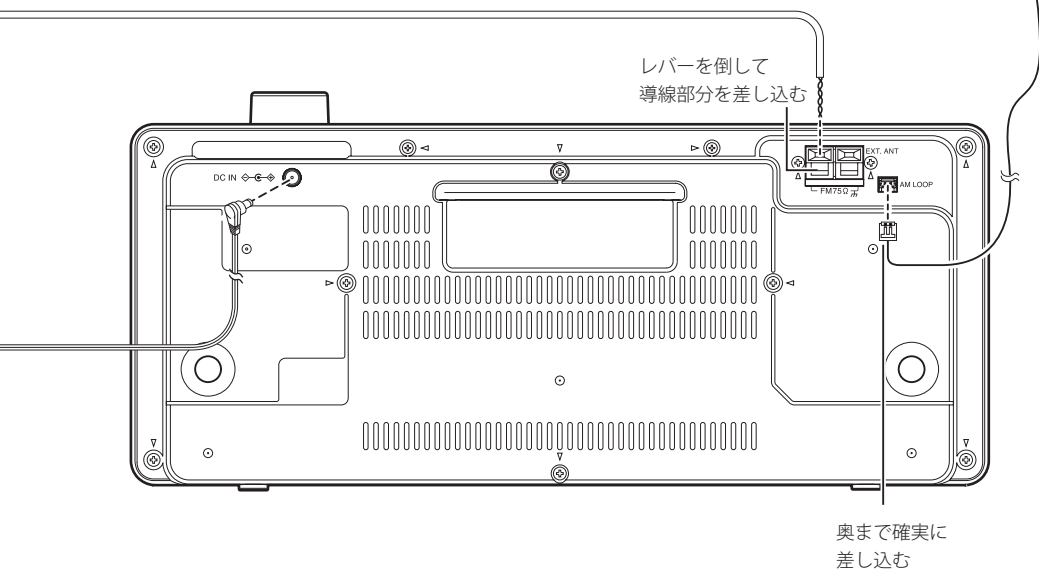 レバーを倒して
導線部分を差し込む
EXT. ANT
DC IN
AM LOOP
FM75Ω
奥まで確実に
差し込む